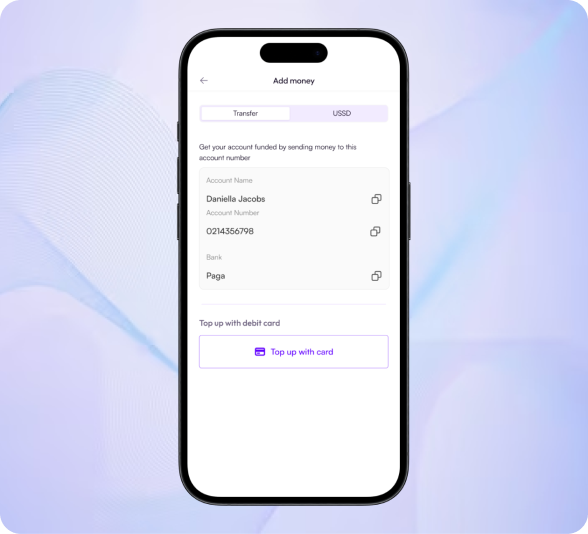 Add money
Transfer
USSD
Get your account funded by sending money to this
account number
Account Name
Daniella Jacobs
Account Number
0214356798
Bank
Paga
Top up with debit card
Top up with card